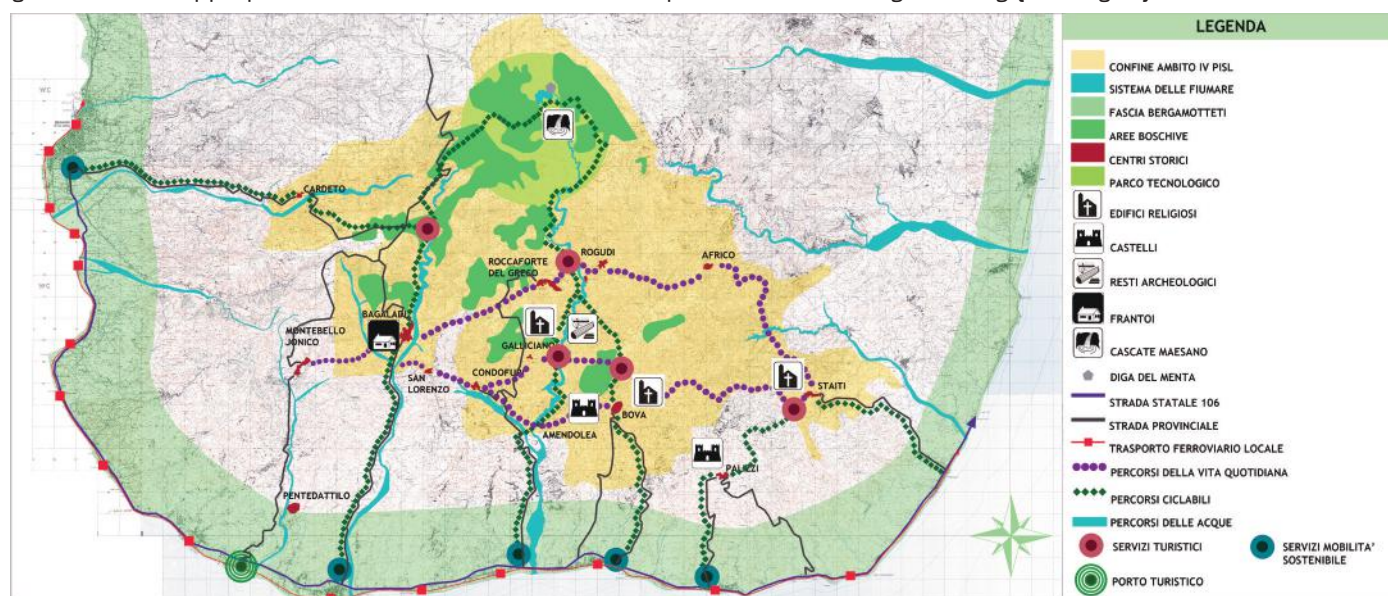 CARDETO
ROCCAFORTE
DEL GRECO
ROGUDI
AFRICO
BAGALADI
MONTEBELLO
JONICO
GALLICIANO
SAN
LORENZO
CONDOFURI
STAITI
BOVA
AMENDOLEA
PALIZZI
PENTEDATTILO
LEGENDA
CONFINE AMBITO IV PISL
SISTEMA DELLE FIUMARE
FASCIA BERGAMOTTETI
AREE BOSCHIVE
CENTRI STORICI
PARCO TECNOLOGICO
EDIFICI RELIGIOSI
CASTELLI
RESTI ARCHEOLOGICI
FRANTOI
CASCATE MAESANO
DIGA DEL MENTA
STRADA STATALE 106
STRADA PROVINCIALE
TRASPORTO FERROVIARIO LOCALE
PERCORSI DELLA VITA QUOTIDIANA
PERCORSI CICLABILI
PERCORSI DELLE ACQUE
SERVIZI TURISTICI
SERVIZI MOBILITA'
SOSTENIBILE
PORTO TURISTICO